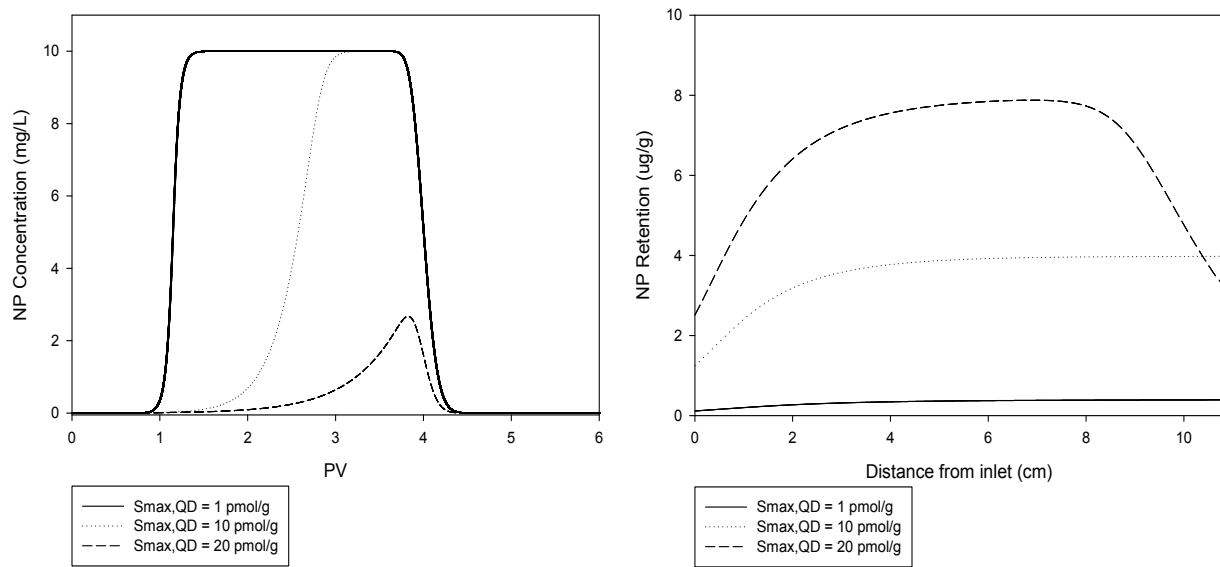 NP Concentration (mg/L)
10
8
6
4
2
0
0 1 2 3 4 5 6
PV
Smax,QD = 1 pmol/g
Smax,QD = 10 pmol/g
Smax,QD = 20 pmol/g
NP Retention (ug/g)
10
8
6
4
2
0
0 2 4 6 8 10
Distance from inlet (cm)
Smax,QD = 1 pmol/g
Smax,QD = 10 pmol/g
Smax,QD = 20 pmol/g